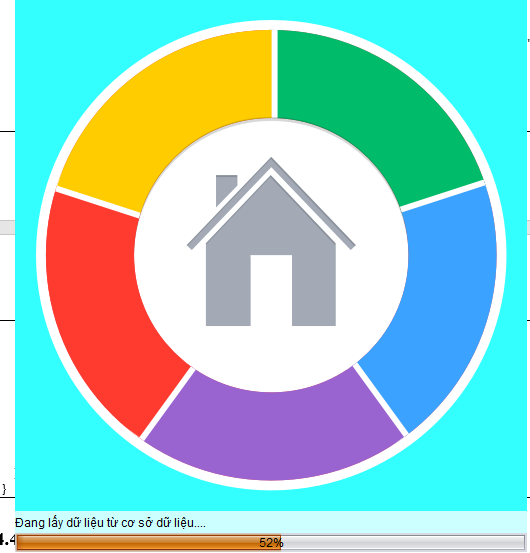 }
Đang lấy dữ liệu từ cơ sở dữ liệu....
52%